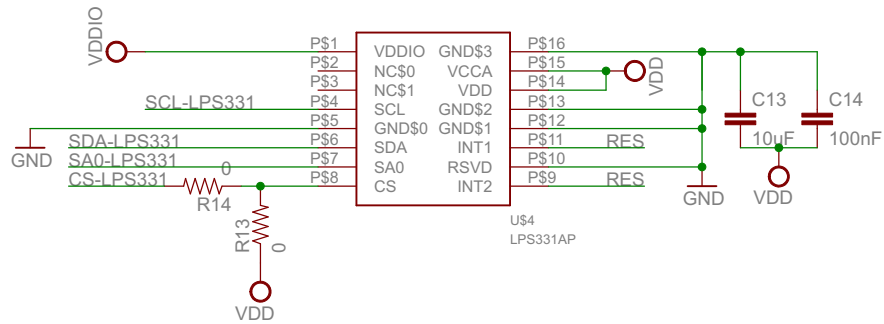 VDDIO
P$1 VDDIO GND$3 P$16
P$2 NC$0 VCCA P$15 VDD
P$3 NC$1 VDD P$14
SCL-LPS331 P$4 SCL GND$2 P$13 C13 C14
P$5 GND$0 GND$1 P$12
GND SDA-LPS331 P$6 SDA INT1 P$11 RES 10uF 100nF
SA0-LPS331 0 P$7 SA0 RSVD P$10
CS-LPS331 P$8 CS INT2 P$9 RES
R14 GND VDD
U$4
R13 0 LPS331AP
VDD